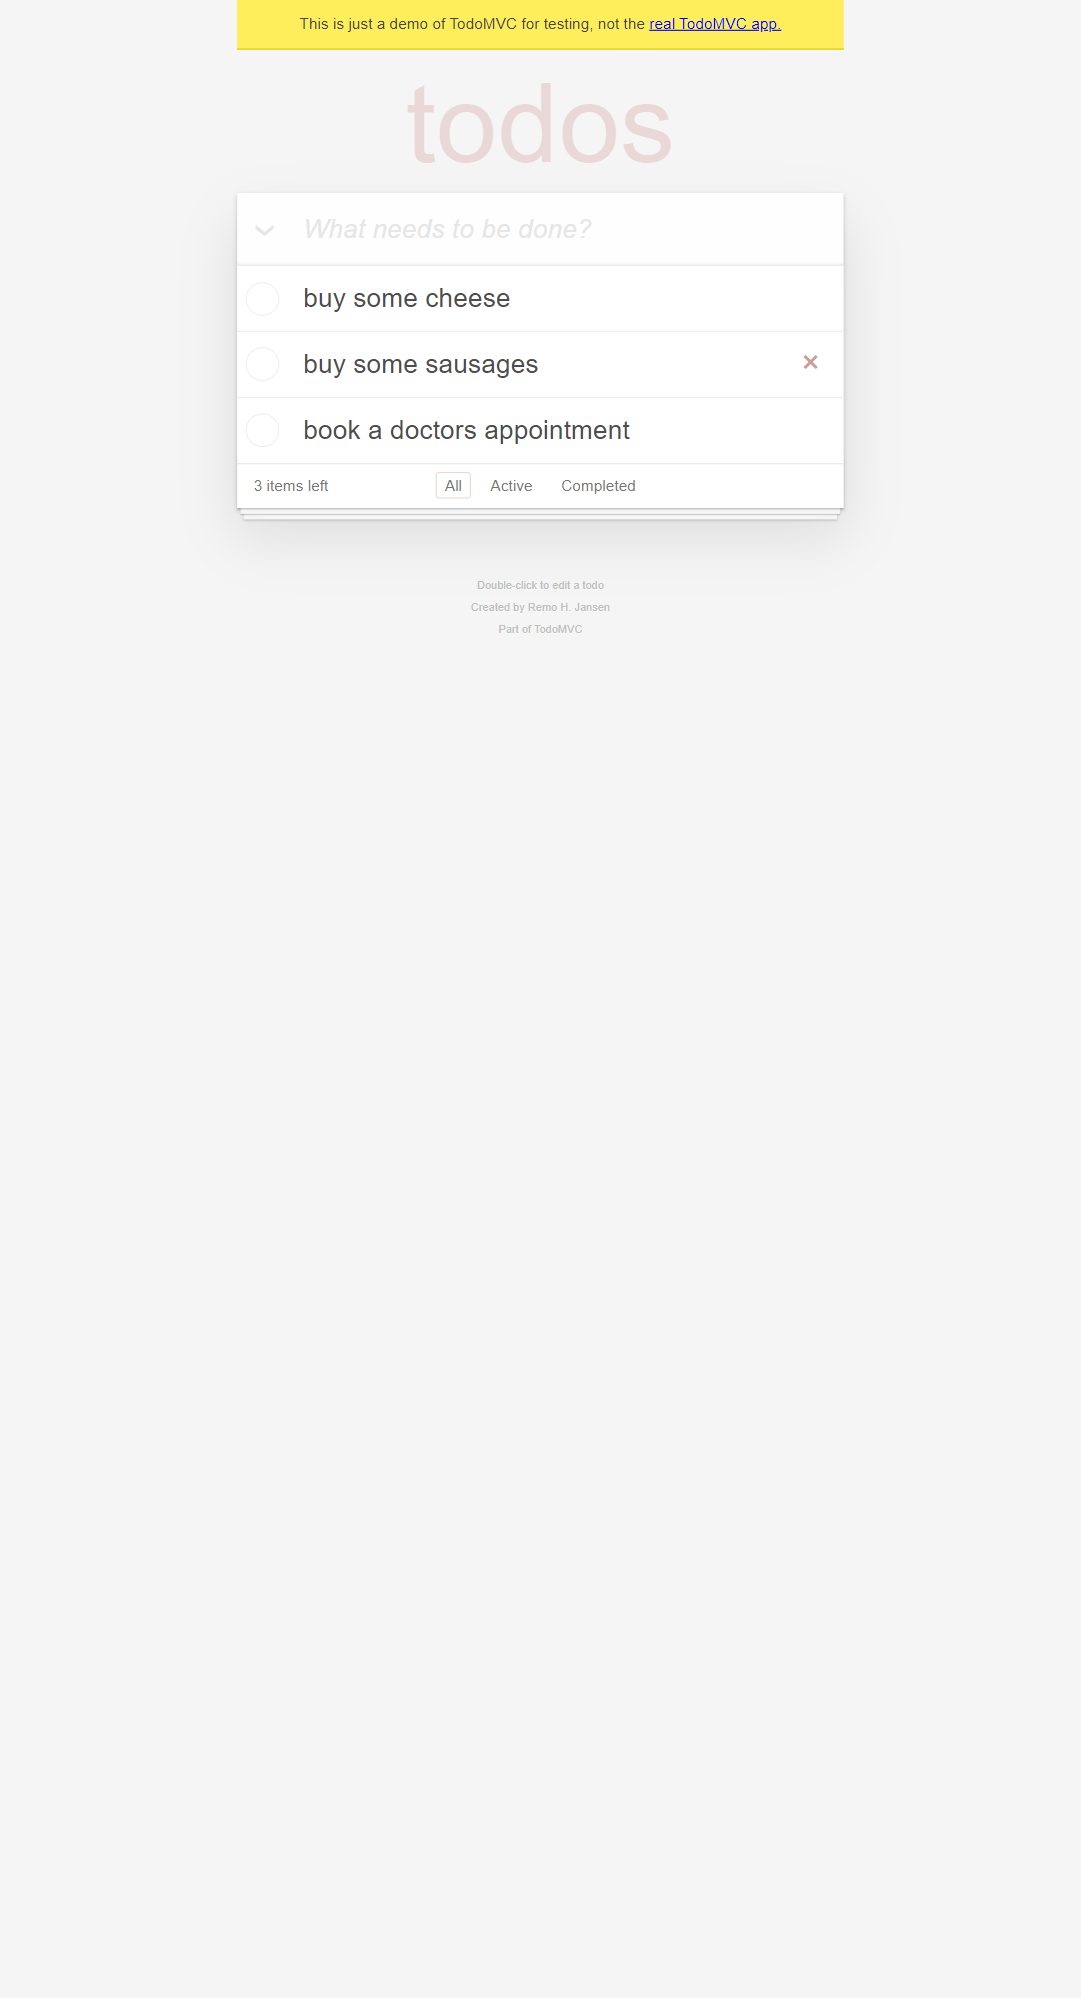 This is just a demo of TodoMVC for testing, not the real TodoMVC app.
todos
What needs to be done?
buy some cheese
buy some sausages
book a doctors appointment
3 items left All Active Completed
Double-click to edit a todo
Created by Remo H. Jansen
Part of TodoMVC